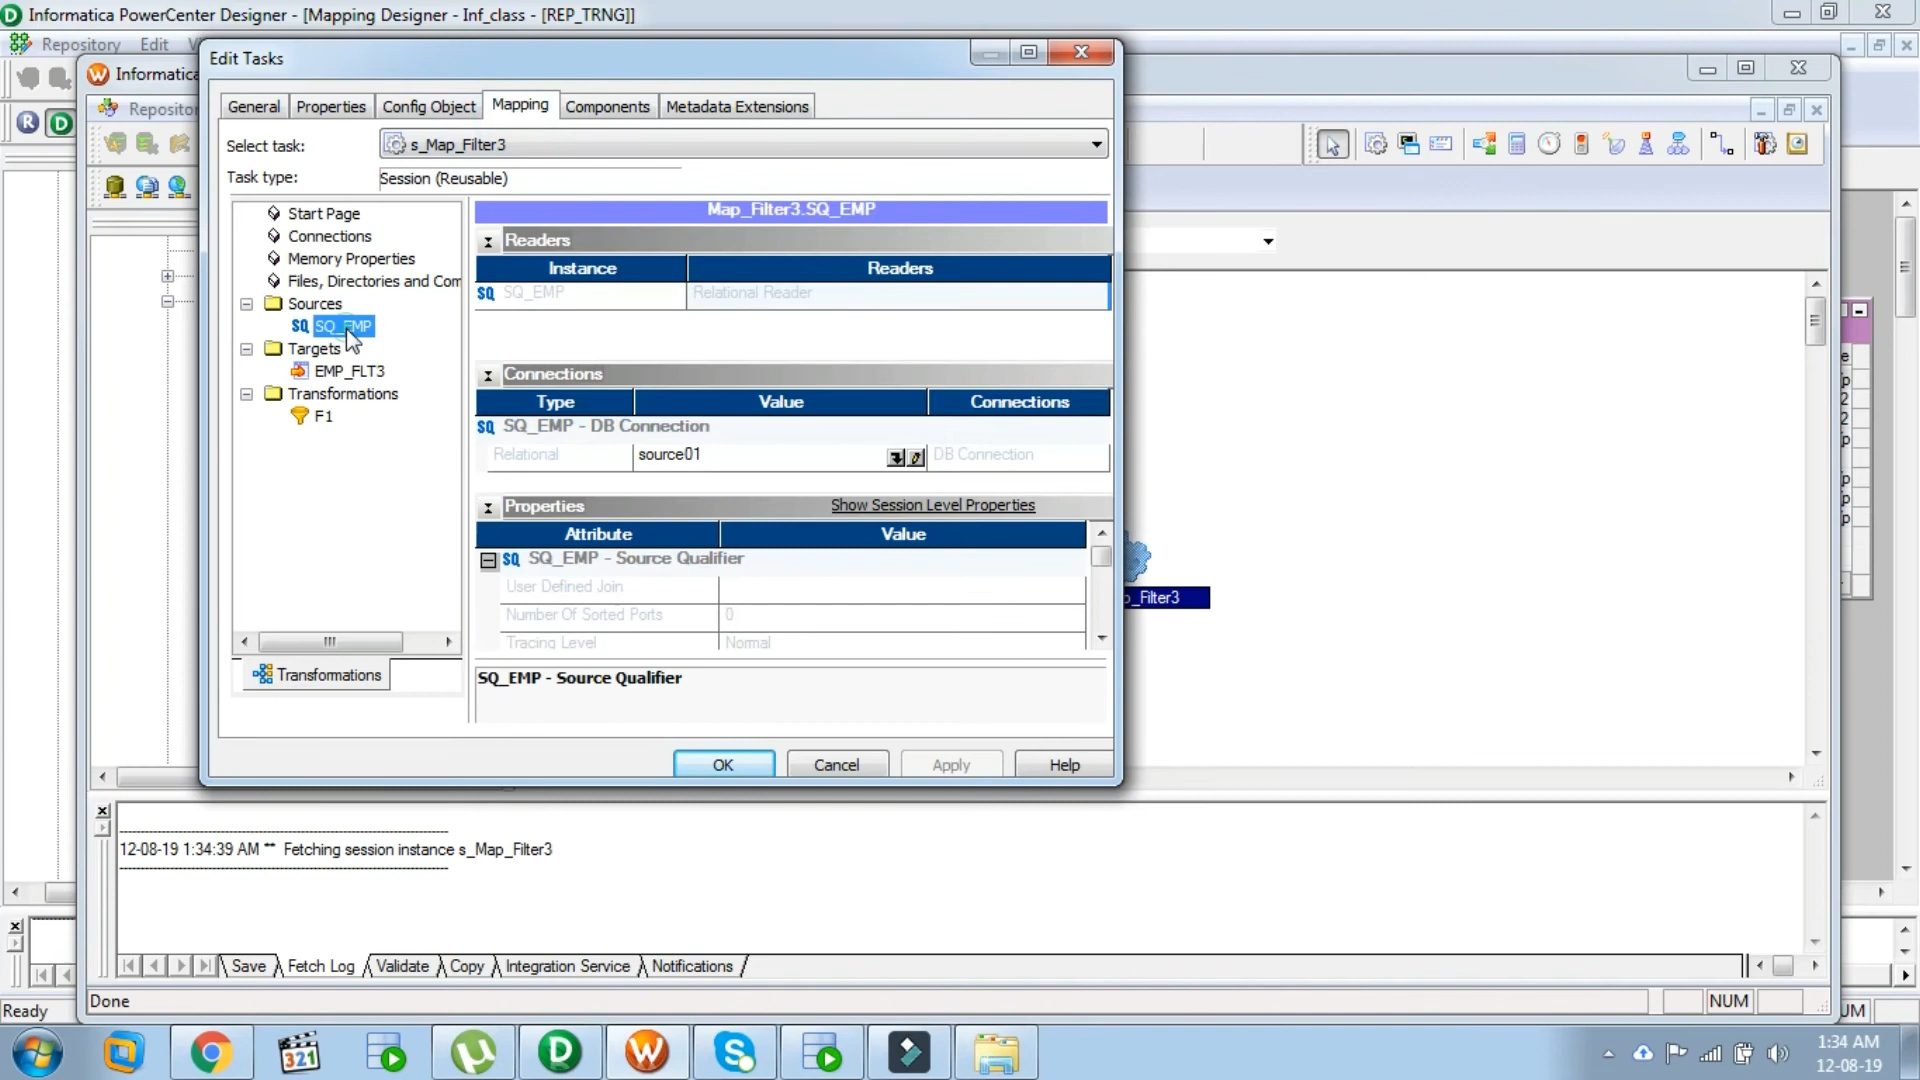 Informatica PowerCenter Designer - [Mapping Designer - Inf_class - [REP_TRNG]]
Repository Edit
Informatica
Repositor
Edit Tasks
General Properties Config Object Mapping Components Metadata Extensions
Select task: s_Map_Filter3
Task type: Session (Reusable)
Start Page
Connections
Memory Properties
Files, Directories and Com
Sources
SQ SQ_EMP
Targets
EMP_FLT3
Transformations
F1
Transformations
Map_Filter3.SQ_EMP
Readers
Instance Readers
SQ SQ_EMP Relational Reader
Connections
Type Value Connections
SQ SQ_EMP - DB Connection
Relational source01 DB Connection
Properties Show Session Level Properties
Attribute Value
SQ SQ_EMP - Source Qualifier
User Defined Join
Number Of Sorted Ports 0
Tracing Level Normal
SQ_EMP - Source Qualifier
OK Cancel Apply Help
p_Filter3
12-08-19 1:34:39 AM ** Fetching session instance s_Map_Filter3
Save Fetch Log Validate Copy Integration Service Notifications
Done NUM
Ready UM
321
1:34 AM
12-08-19